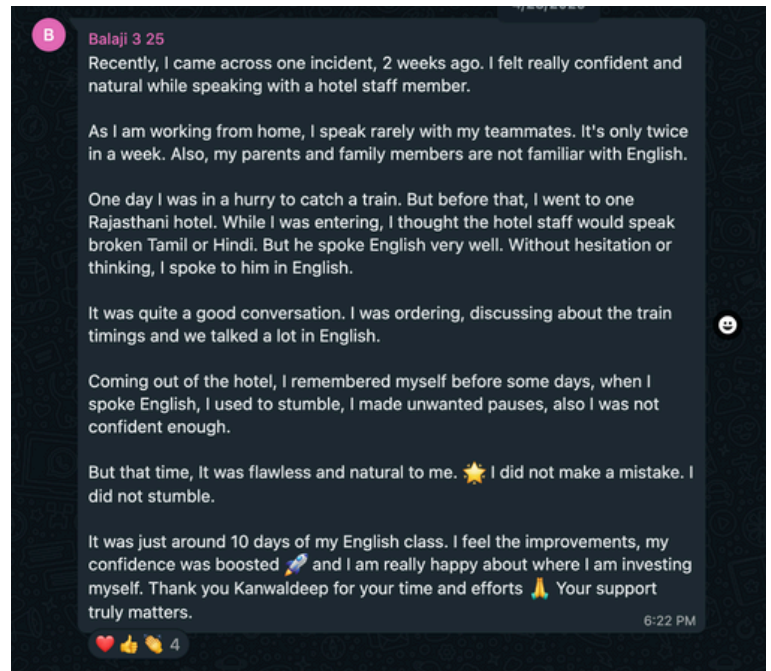 B
Balaji 3 25
Recently, I came across one incident, 2 weeks ago. I felt really confident and
natural while speaking with a hotel staff member.
As I am working from home, I speak rarely with my teammates. It's only twice
in a week. Also, my parents and family members are not familiar with English.
One day I was in a hurry to catch a train. But before that, I went to one
Rajasthani hotel. While I was entering, I thought the hotel staff would speak
broken Tamil or Hindi. But he spoke English very well. Without hesitation or
thinking, I spoke to him in English.
It was quite a good conversation. I was ordering, discussing about the train
timings and we talked a lot in English.
Coming out of the hotel, I remembered myself before some days, when I
spoke English, I used to stumble, I made unwanted pauses, also I was not
confident enough.
But that time, It was flawless and natural to me. 🌟 I did not make a mistake. I
did not stumble.
It was just around 10 days of my English class. I feel the improvements, my
confidence was boosted 🚀 and I am really happy about where I am investing
myself. Thank you Kanwaldeep for your time and efforts 🙏 Your support
truly matters.
6:22 PM
❤️👍👏 4